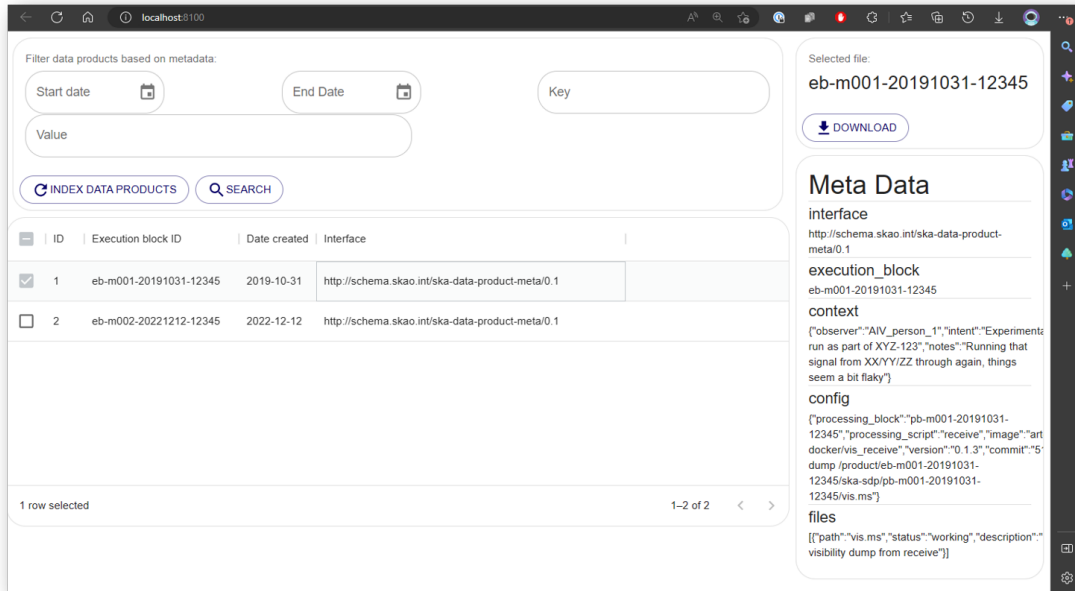 localhost:8100
Filter data products based on metadata:
Start date
End Date
Key
Value
INDEX DATA PRODUCTS
SEARCH
ID
Execution block ID
Date created
Interface
1
eb-m001-20191031-12345
2019-10-31
http://schema.skao.int/ska-data-product-meta/0.1
2
eb-m002-20221212-12345
2022-12-12
http://schema.skao.int/ska-data-product-meta/0.1
1 row selected
1–2 of 2
Selected file:
eb-m001-20191031-12345
DOWNLOAD
Meta Data
interface
http://schema.skao.int/ska-data-product-
meta/0.1
execution_block
eb-m001-20191031-12345
context
{"observer":"AIV_person_1","intent":"Experimenta
run as part of XYZ-123","notes":"Running that
signal from XX/YY/ZZ through again, things
seem a bit flaky"}
config
{"processing_block":"pb-m001-20191031-
12345","processing_script":"receive","image":"art
docker/vis_receive","version":"0.1.3","commit":"5
dump /product/eb-m001-20191031-
12345/ska-sdp/pb-m001-20191031-
12345/vis.ms"}
files
[{"path":"vis.ms","status":"working","description":"
visibility dump from receive"}]